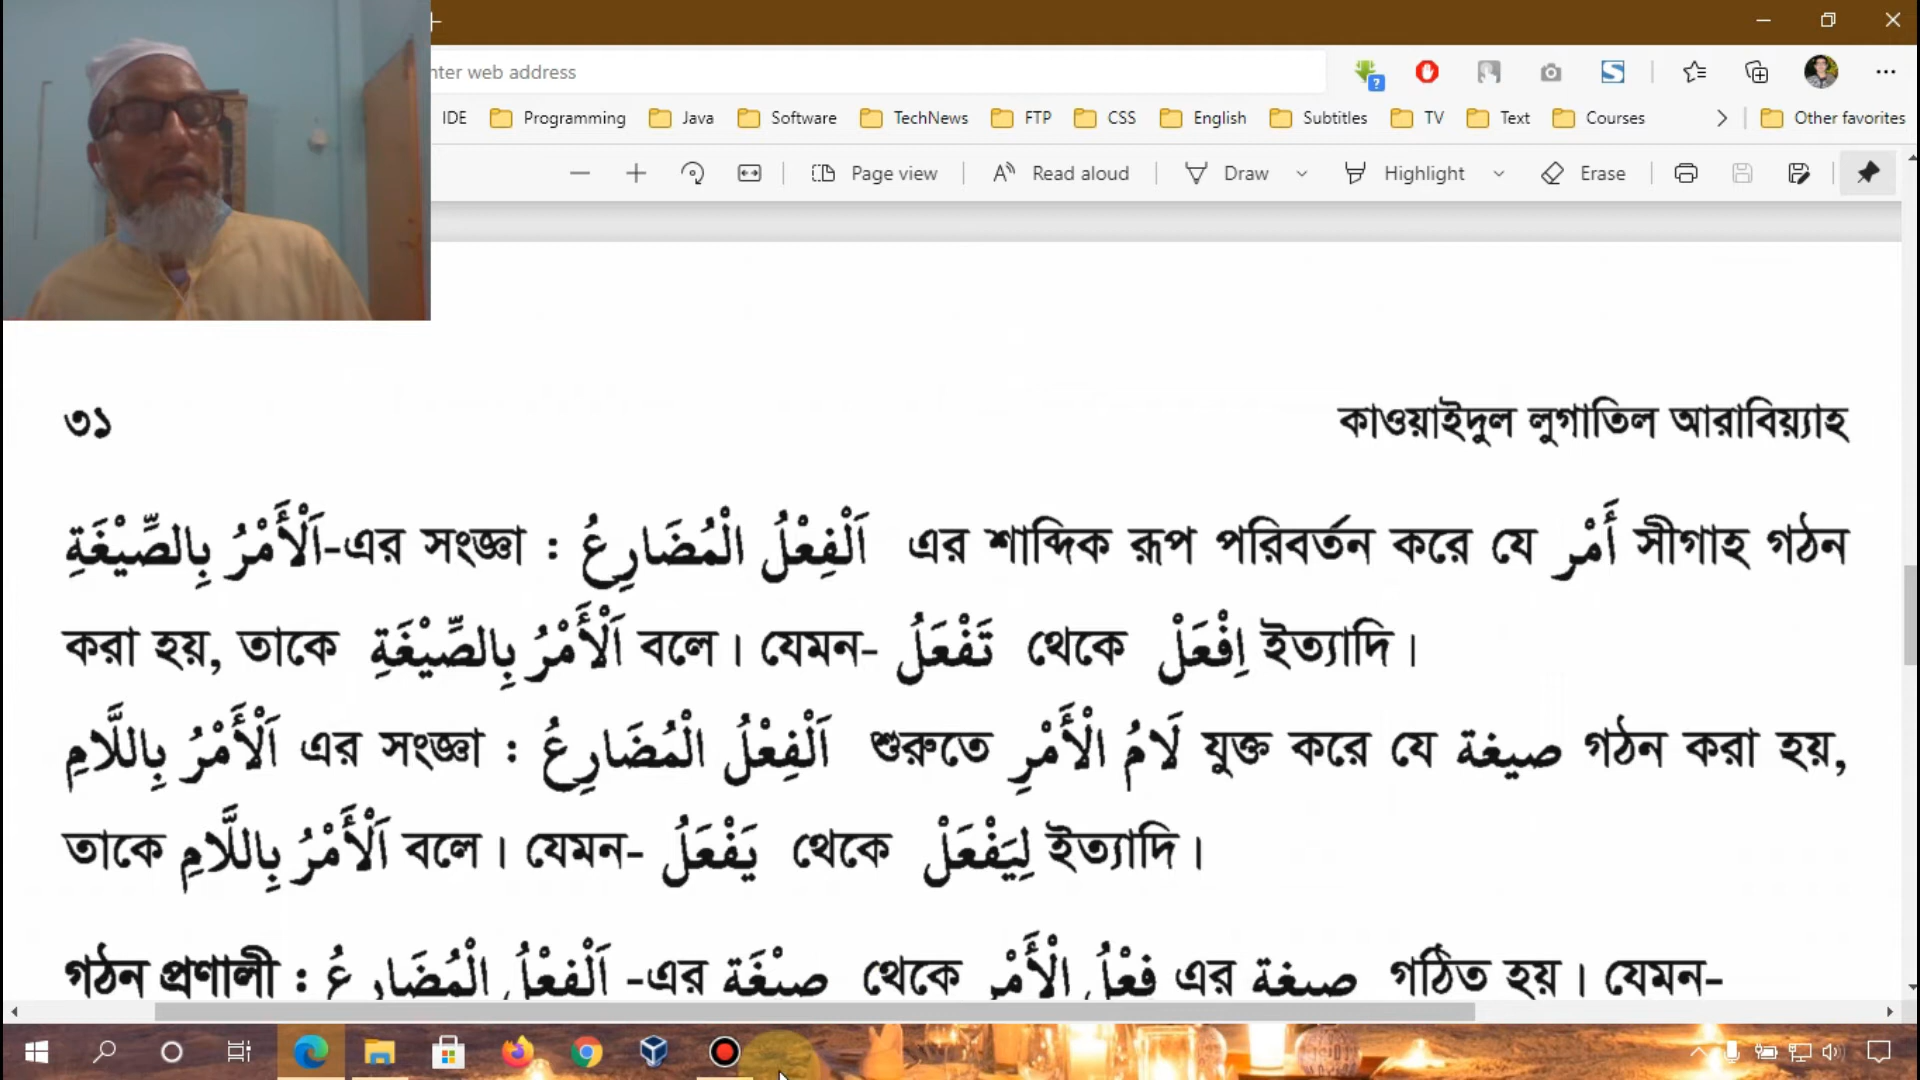 nter web address
IDE Programming Java Software TechNews FTP CSS English Subtitles TV Text Courses Other favorites
Page view Read aloud Draw Highlight Erase
৩১ কাওয়াইদুল লুগাতিল আরাবিয়্যাহ
اَلْأَمْرُ بِالصِّيْغَةِ-এর সংজ্ঞা : اَلْفِعْلُ الْمُضَارِعُ এর শাব্দিক রূপ পরিবর্তন করে যে أَمْر সীগাহ গঠন
করা হয়, তাকে اَلْأَمْرُ بِالصِّيْغَةِ বলে। যেমন- تَفْعَلُ থেকে اِفْعَلْ ইত্যাদি।
اَلْأَمْرُ بِاللَّامِ এর সংজ্ঞা : اَلْفِعْلُ الْمُضَارِعُ শুরুতে لَامُ الْأَمْرِ যুক্ত করে যে صيغة গঠন করা হয়,
তাকে اَلْأَمْرُ بِاللَّامِ বলে। যেমন- يَفْعَلُ থেকে لِيَفْعَلْ ইত্যাদি।
গঠন প্রণালী : اَلْفِعْلُ الْمُضَارِعُ -এর صِيْغَة থেকে فِعْلُ الْأَمْرِ এর صيغة গঠিত হয়। যেমন-